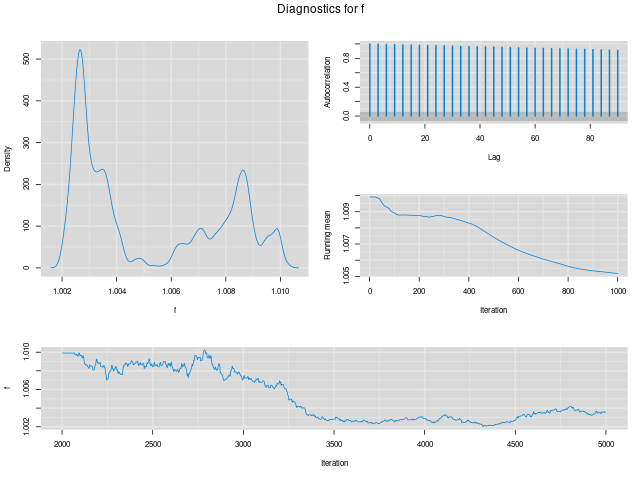 Diagnostics for f
Density
500
400
300
200
100
0
1.002 1.004 1.006 1.008 1.010
f
Autocorrelation
0.8
0.4
0.0
0 20 40 60 80
Lag
Running mean
1.009
1.007
1.005
0 200 400 600 800 1000
Iteration
f
1.010
1.006
1.002
2000 2500 3000 3500 4000 4500 5000
Iteration